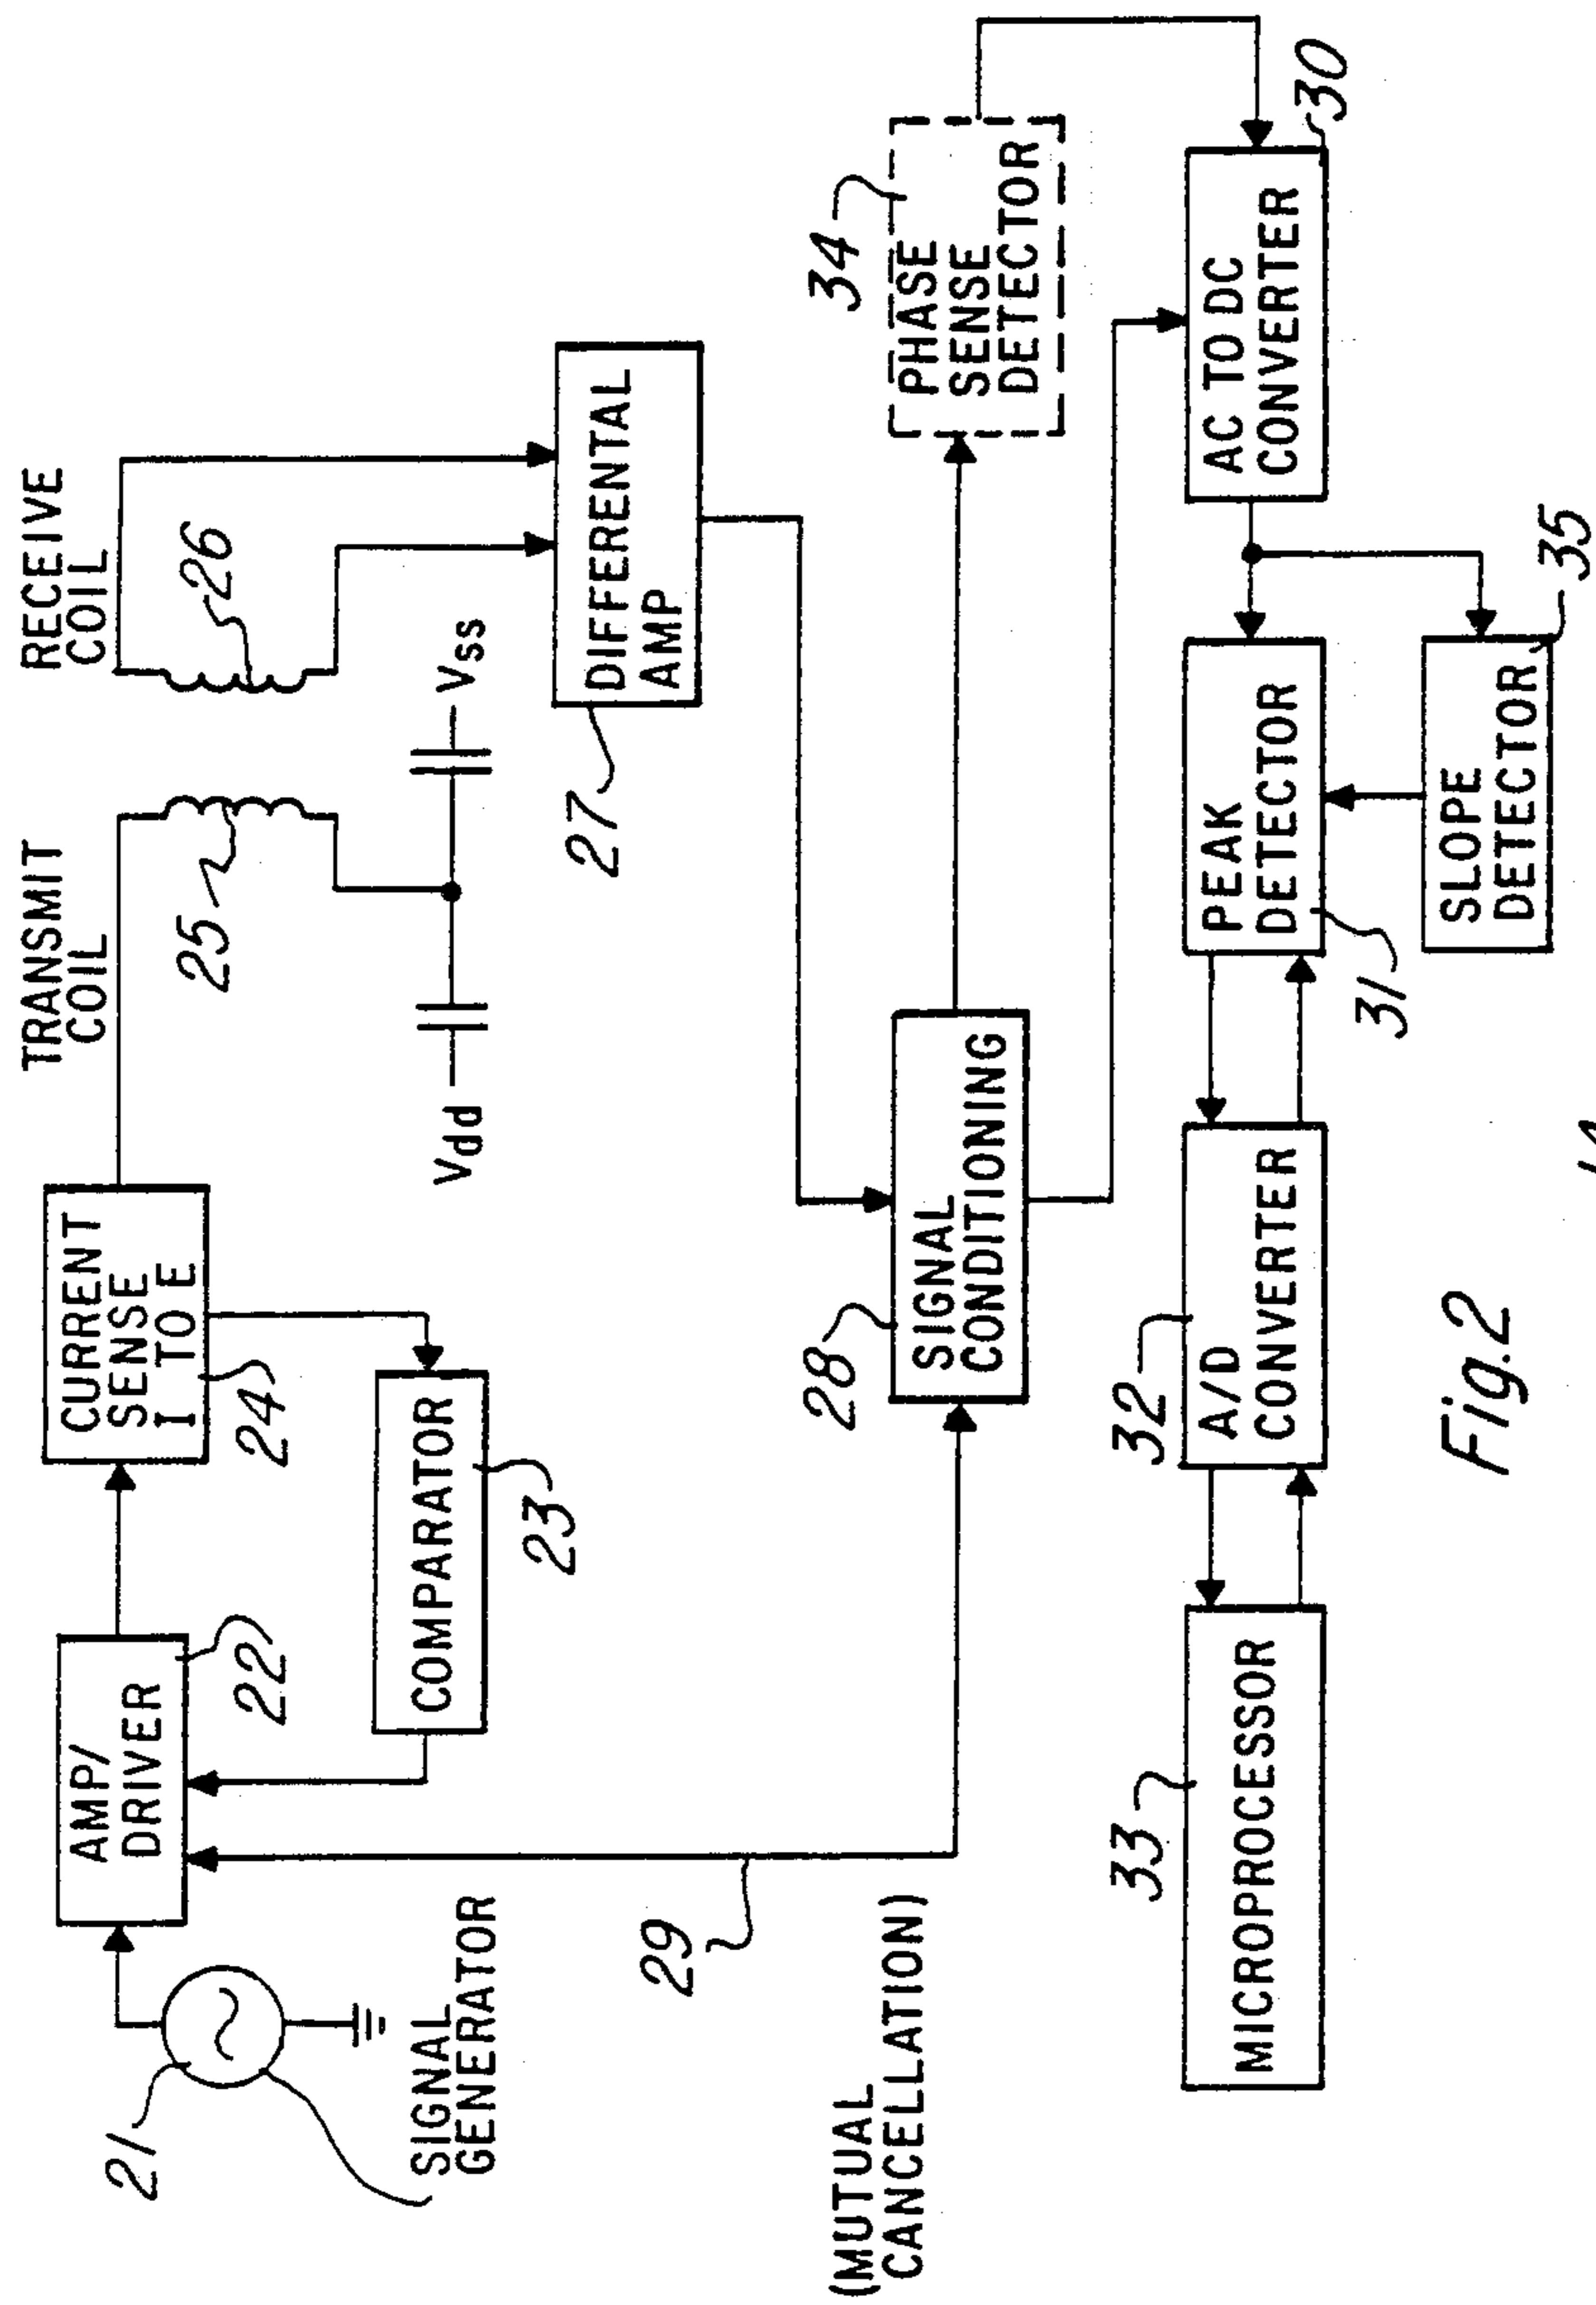 TRANSMIT
COIL
RECEIVE
COIL
CURRENT
SENSE
I TO E
24
25
26
AMP/
DRIVER
22
21
SIGNAL
GENERATOR
COMPARATOR
23
Vdd
Vss
DIFFERENTAL
AMP
27
29
(MUTUAL
CANCELLATION)
28
SIGNAL
CONDITIONING
34
PHASE
SENSE
DETECTOR
33
MICROPROCESSOR
32
A/D
CONVERTER
PEAK
DETECTOR
31
AC TO DC
CONVERTER
30
SLOPE
DETECTOR
35
Fig.2